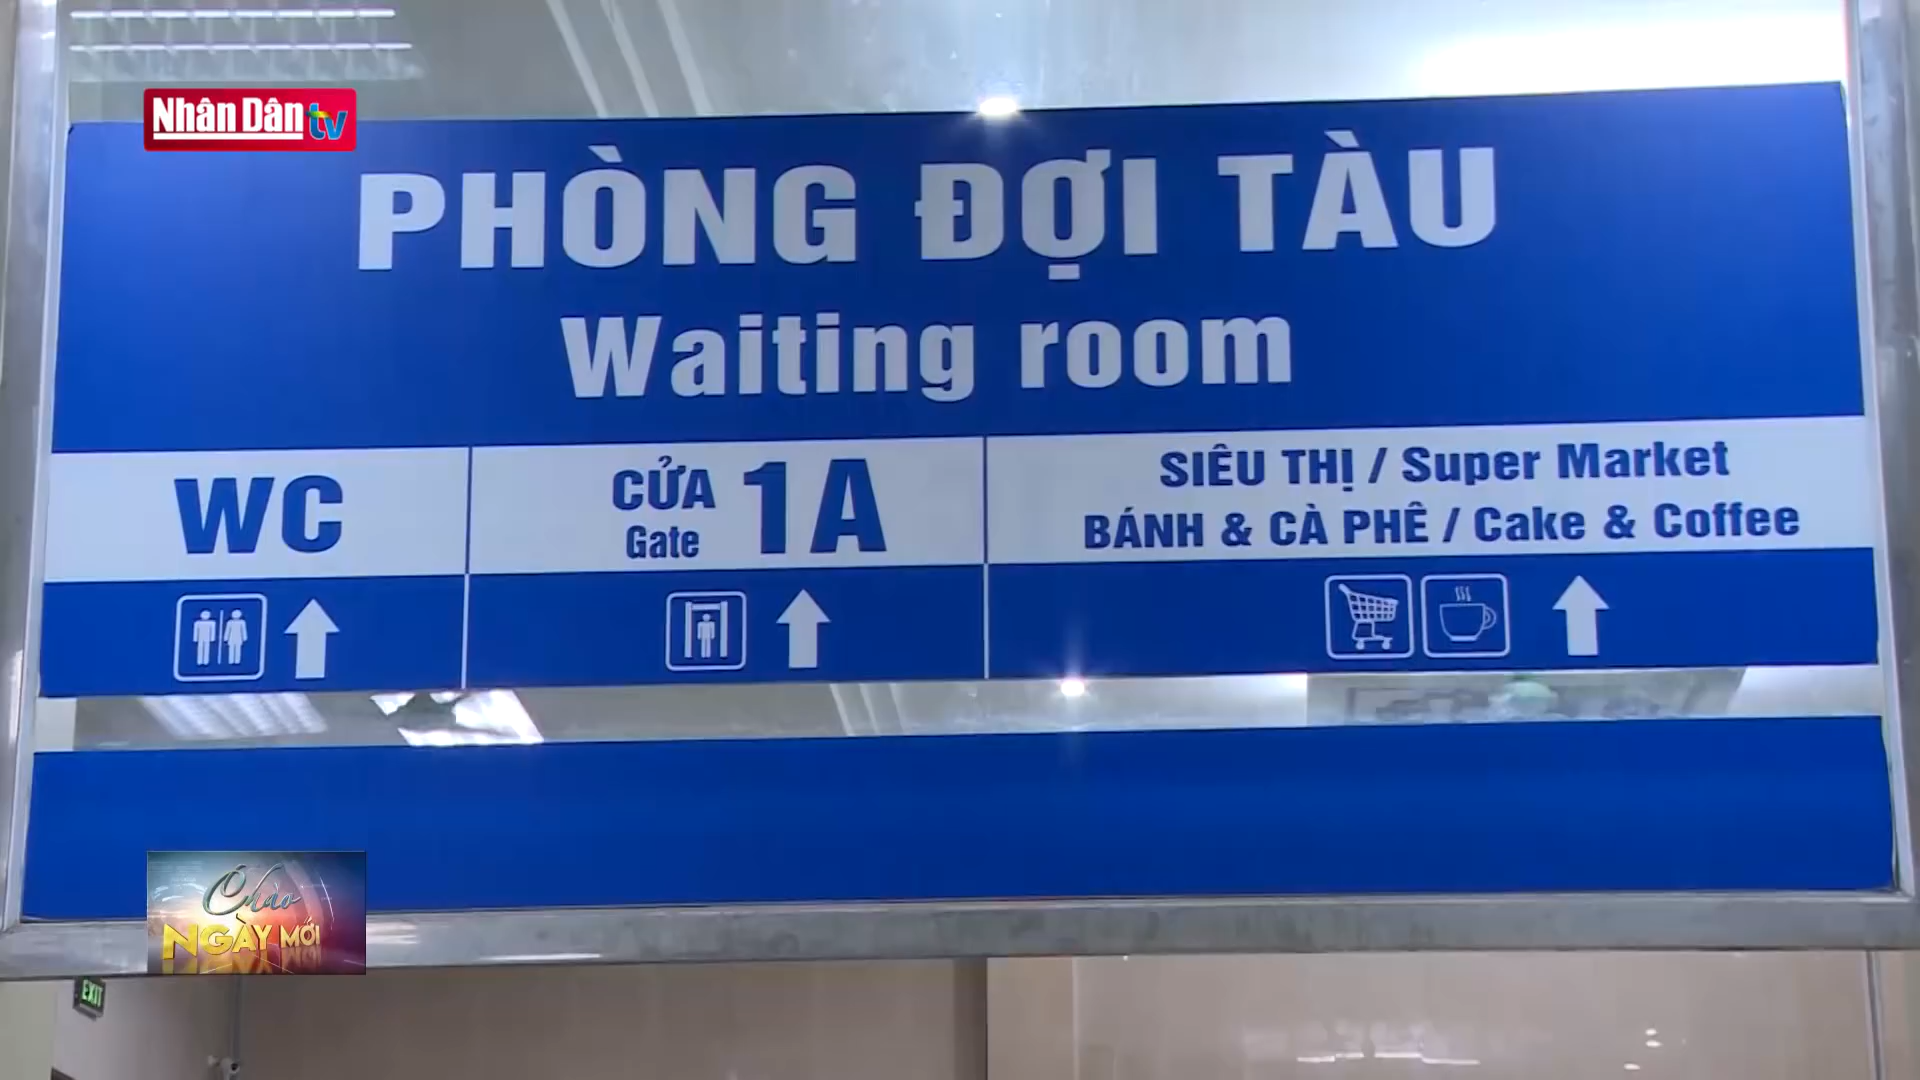 Nhân Dân tv
PHÒNG ĐỢI TÀU
Waiting room
WC
CỬA
Gate
1A
SIÊU THỊ / Super Market
BÁNH & CÀ PHÊ / Cake & Coffee
Chào
NGÀY MỚI
EXIT